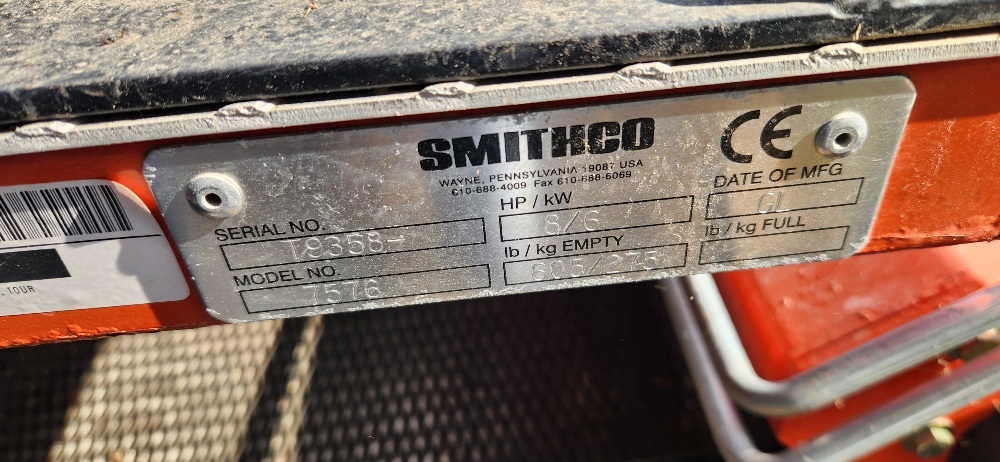 SMITHCO
CE
WAYNE, PENNSYLVANIA 19087 USA
610-688-4009 Fax 610-688-6069
SERIAL NO.
HP / kW
DATE OF MFG
8/6
MODEL NO.
lb / kg EMPTY
lb / kg FULL
605/275